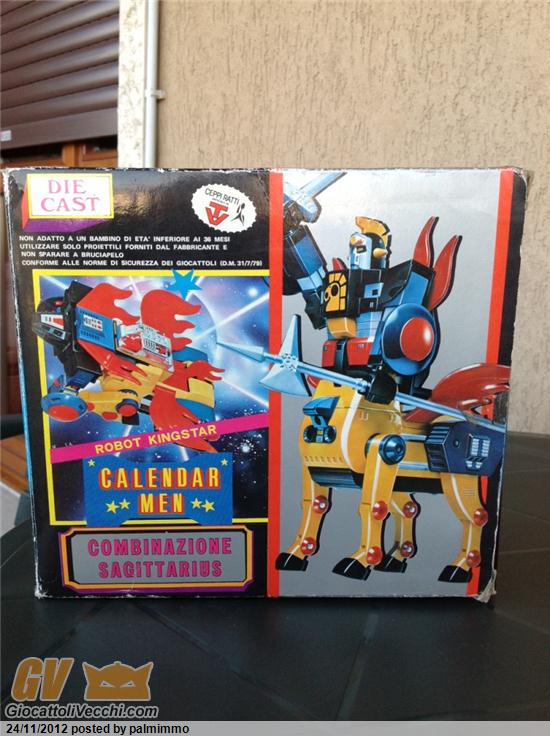 DIE
CAST
CEPPI RATTI
NON ADATTO A UN BAMBINO DI ETA' INFERIORE AI 36 MESI
UTILIZZARE SOLO PROIETTILI FORNITI DAL FABBRICANTE E
NON SPARARE A BRUCIAPELO
CONFORME ALLE NORME DI SICUREZZA DEI GIOCATTOLI (D.M. 31/7/79)
ROBOT KINGSTAR
CALENDAR
MEN
COMBINAZIONE
SAGITTARIUS
GV
GiocattoliVecchi.com
24/11/2012 posted by palmimmo